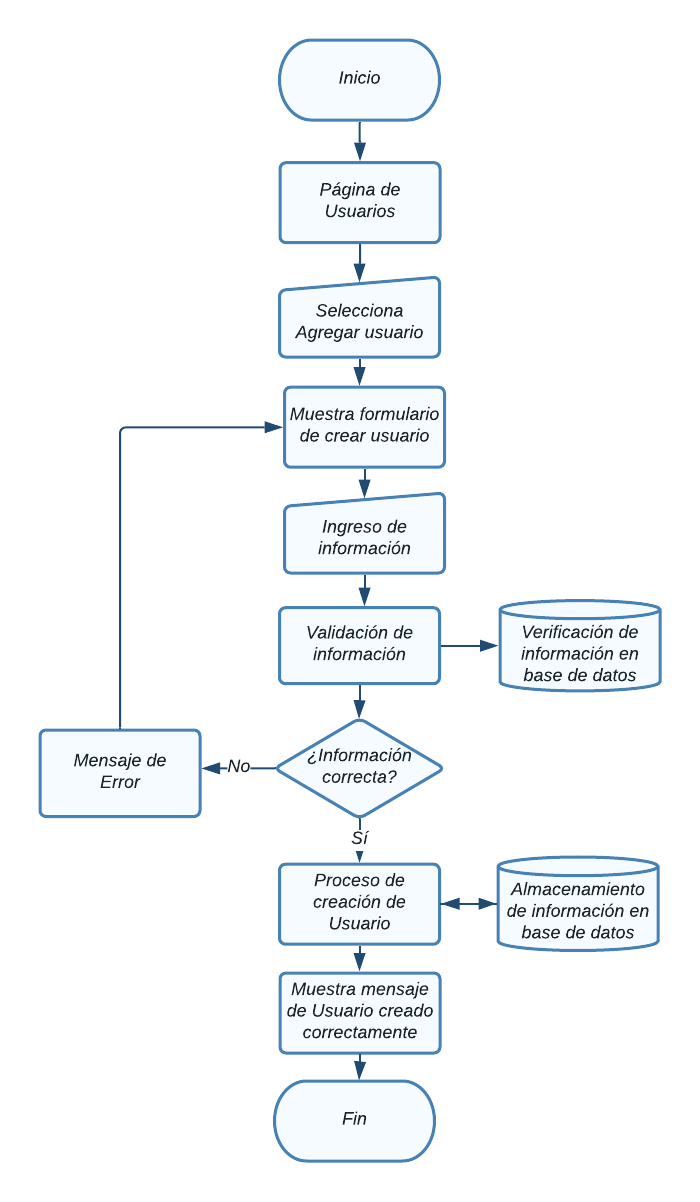 Inicio
Página de
Usuarios
Selecciona
Agregar usuario
Muestra formulario
de crear usuario
Ingreso de
información
Validación de
información
Verificación de
información en
base de datos
¿Información
correcta?
No
Mensaje de
Error
Sí
Proceso de
creación de
Usuario
Almacenamiento
de información en
base de datos
Muestra mensaje
de Usuario creado
correctamente
Fin